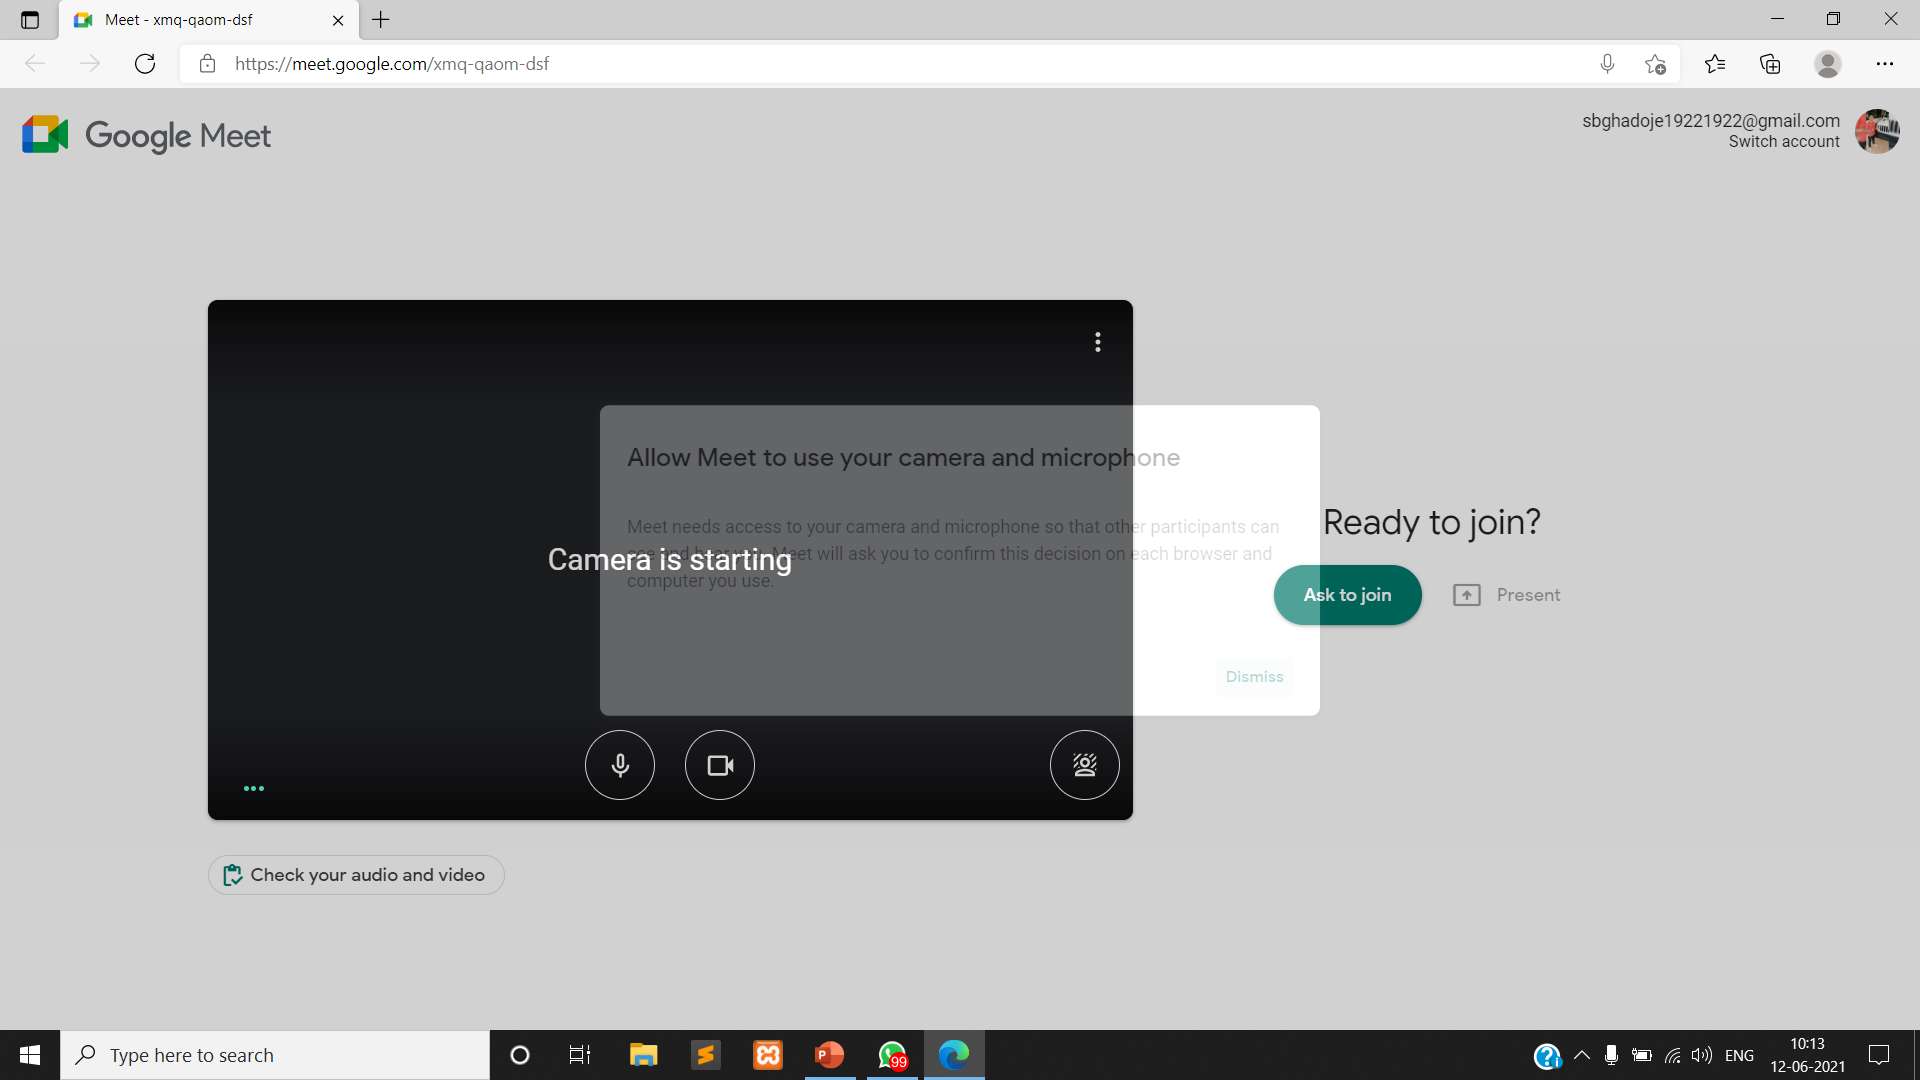 Meet - xmq-qaom-dsf
https://meet.google.com/xmq-qaom-dsf
Google Meet
sbghadoje19221922@gmail.com
Switch account
Allow Meet to use your camera and microphone
Meet needs access to your camera and microphone so that other participants can
see and hear you. Meet will ask you to confirm this decision on each browser and
computer you use.
Camera is starting
Ready to join?
Ask to join
Present
Dismiss
Check your audio and video
Type here to search
99
ENG
10:13
12-06-2021